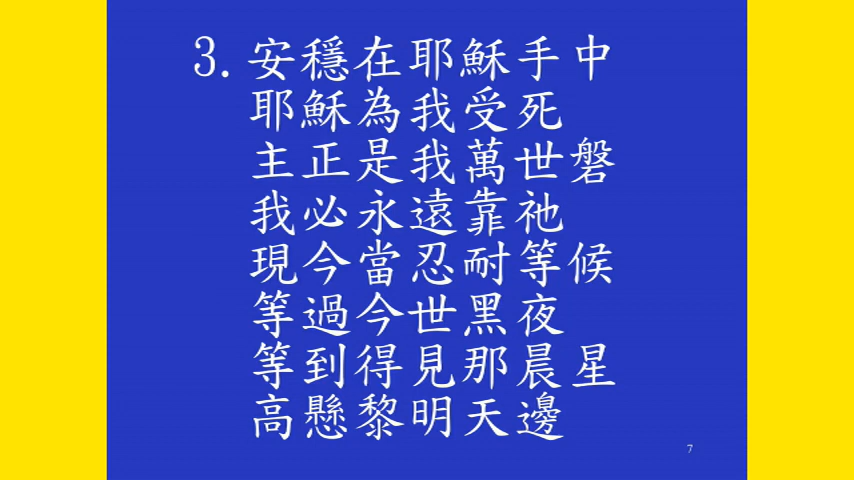 3. 安穩在耶穌手中
耶穌為我受死
主正是我萬世磐
我必永遠靠祂
現今當忍耐等候
等過今世黑夜
等到得見那晨星
高懸黎明天邊
7